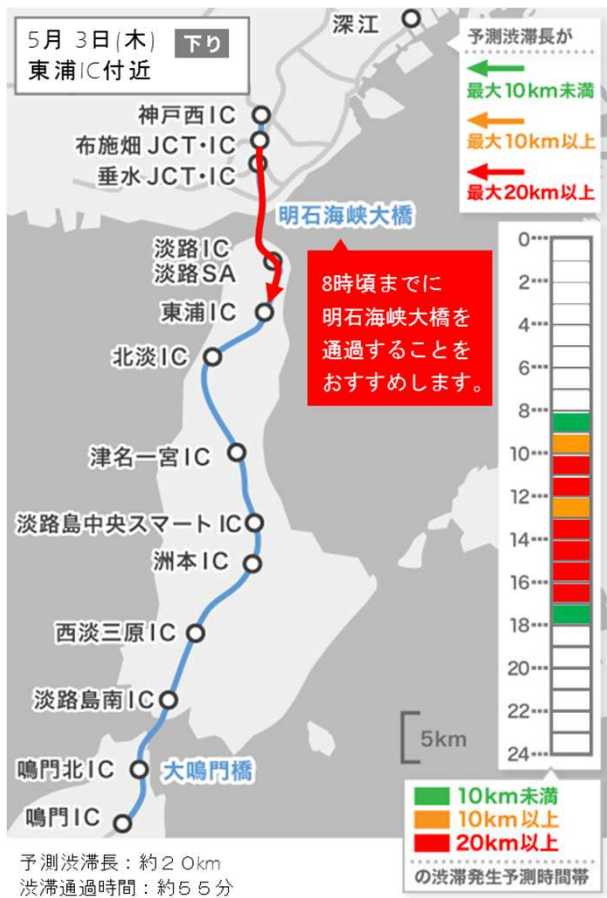 5月 3日(木) 下り
東浦IC付近
深江
神戸西IC
布施畑JCT・IC
垂水JCT・IC
明石海峡大橋
淡路IC
淡路SA
東浦IC
北淡IC
津名一宮IC
淡路島中央スマートIC
洲本IC
西淡三原IC
淡路島南IC
鳴門北IC
大鳴門橋
鳴門IC
8時頃までに
明石海峡大橋を
通過することを
おすすめします。
予測渋滞長が
最大10km未満
最大10km以上
最大20km以上
0
2
4
6
8
10
12
14
16
18
20
22
24
5km
10km未満
10km以上
20km以上
の渋滞発生予測時間帯
予測渋滞長：約２０km
渋滞通過時間：約５５分